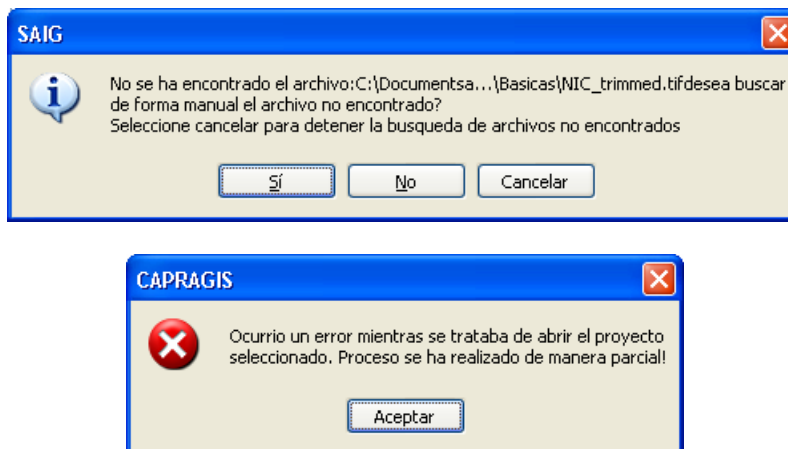 SAIG
No se ha encontrado el archivo:C:\Documentsa...\Basicas\NIC_trimmed.tifdesea buscar
de forma manual el archivo no encontrado?
Seleccione cancelar para detener la busqueda de archivos no encontrados
Sí No Cancelar
CAPRAGIS
Ocurrio un error mientras se trataba de abrir el proyecto
seleccionado. Proceso se ha realizado de manera parcial!
Aceptar